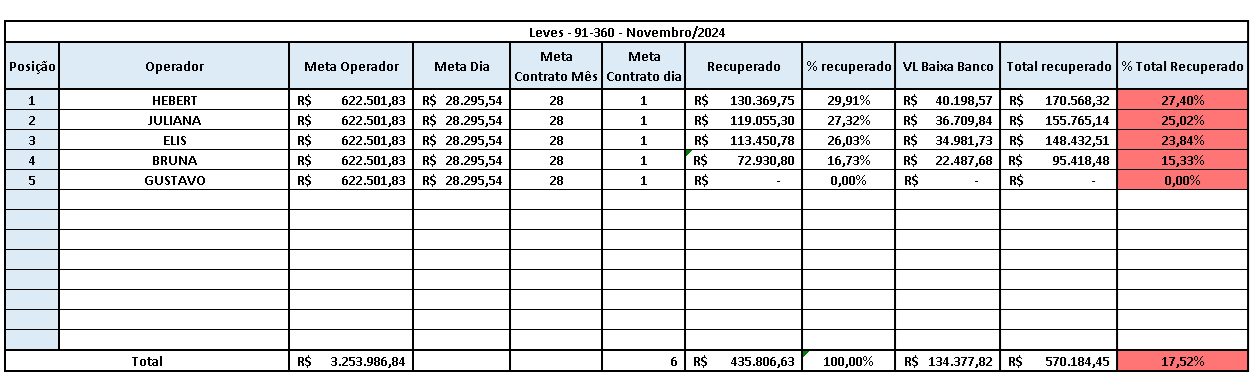 Leves - 91-360 - Novembro/2024
Posição Operador Meta Operador Meta Dia Meta Contrato Mês Meta Contrato dia Recuperado % recuperado VL Baixa Banco Total recuperado % Total Recuperado
1 HEBERT R$ 622.501,83 R$ 28.295,54 28 1 R$ 130.369,75 29,91% R$ 40.198,57 R$ 170.568,32 27,40%
2 JULIANA R$ 622.501,83 R$ 28.295,54 28 1 R$ 119.055,30 27,32% R$ 36.709,84 R$ 155.765,14 25,02%
3 ELIS R$ 622.501,83 R$ 28.295,54 28 1 R$ 113.450,78 26,03% R$ 34.981,73 R$ 148.432,51 23,84%
4 BRUNA R$ 622.501,83 R$ 28.295,54 28 1 R$ 72.930,80 16,73% R$ 22.487,68 R$ 95.418,48 15,33%
5 GUSTAVO R$ 622.501,83 R$ 28.295,54 28 1 R$ - 0,00% R$ - R$ - 0,00%
Total R$ 3.253.986,84 6 R$ 435.806,63 100,00% R$ 134.377,82 R$ 570.184,45 17,52%